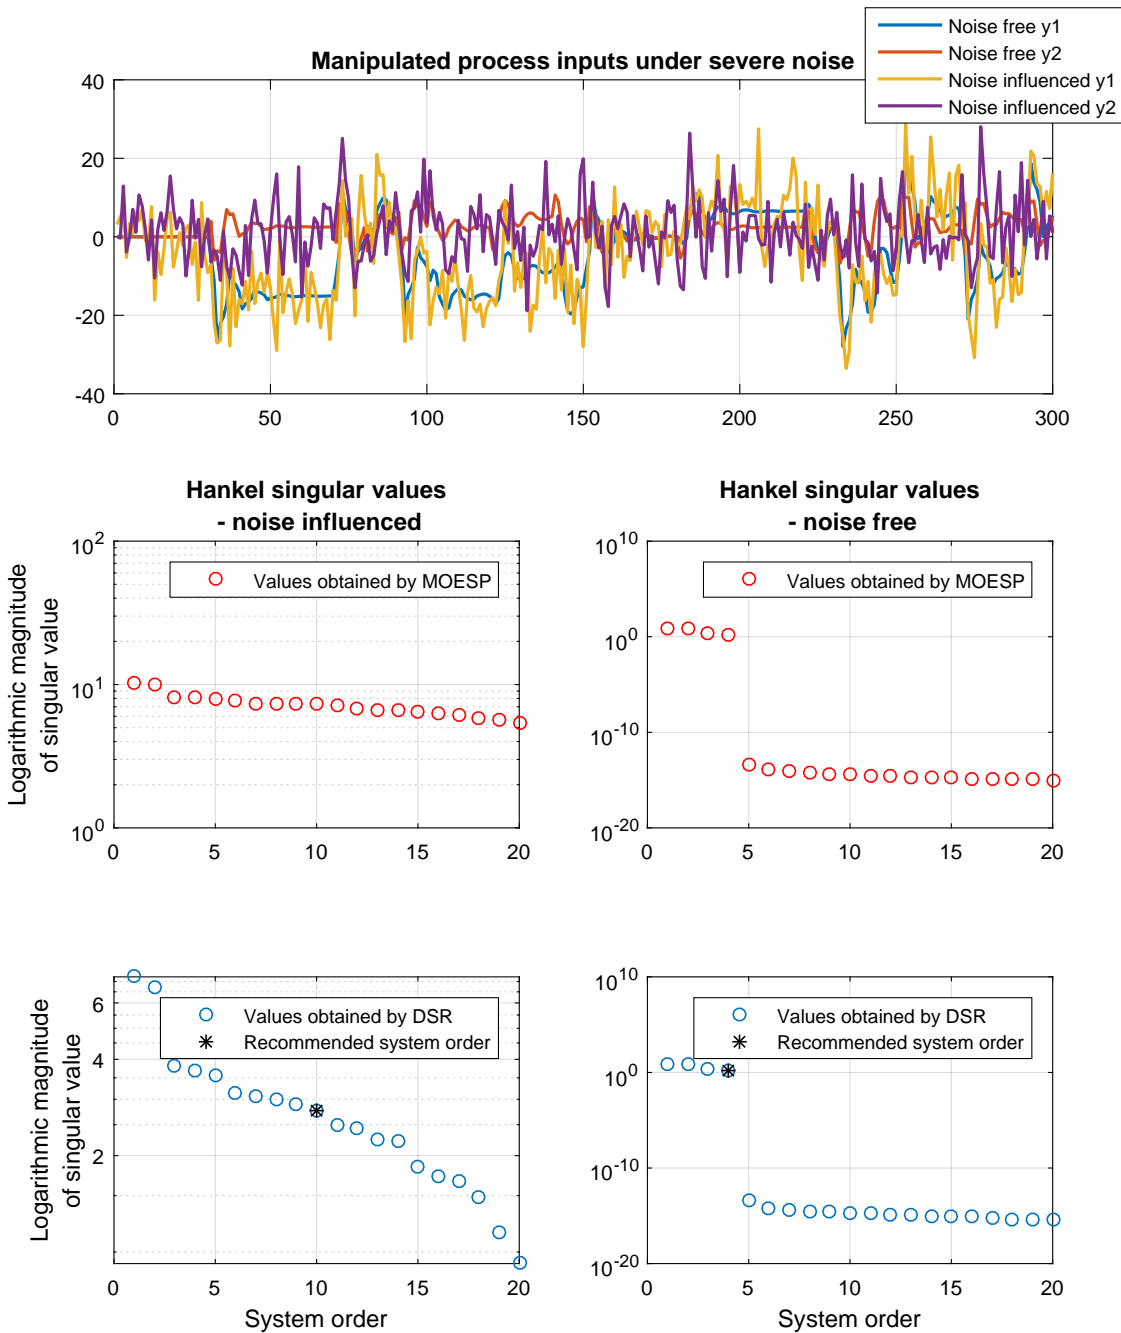 Manipulated process inputs under severe noise
Noise free y1
Noise free y2
Noise influenced y1
Noise influenced y2
40
20
0
-20
-40
0 50 100 150 200 250 300
Hankel singular values
- noise influenced
Logarithmic magnitude
of singular value
10^2
10^1
10^0
Values obtained by MOESP
0 5 10 15 20
Hankel singular values
- noise free
10^10
10^0
10^-10
10^-20
Values obtained by MOESP
0 5 10 15 20
Logarithmic magnitude
of singular value
6
4
2
Values obtained by DSR
Recommended system order
0 5 10 15 20
System order
10^10
10^0
10^-10
10^-20
Values obtained by DSR
Recommended system order
0 5 10 15 20
System order